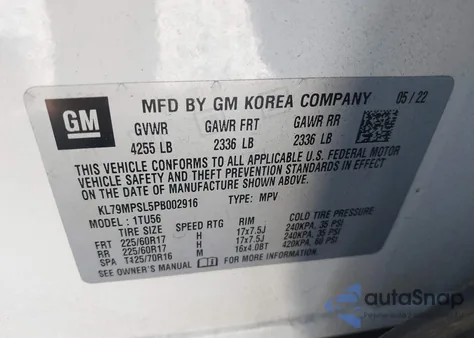 GM MFD BY GM KOREA COMPANY 05/22
GVWR GAWR FRT GAWR RR
4255 LB 2336 LB 2336 LB
THIS VEHICLE CONFORMS TO ALL APPLICABLE U.S. FEDERAL MOTOR
VEHICLE SAFETY AND THEFT PREVENTION STANDARDS IN EFFECT
ON THE DATE OF MANUFACTURE SHOWN ABOVE.
KL79MPSL5PB002916 TYPE: MPV
MODEL: 1TU56
TIRE SIZE SPEED RTG RIM COLD TIRE PRESSURE
FRT 225/60R17 H 17x7.5J 240KPA, 35 PSI
RR 225/60R17 H 17x7.5J 240KPA, 35 PSI
SPA T425/70R16 M 16x4.0BT 420KPA, 60 PSI
SEE OWNER'S MANUAL FOR MORE INFORMATION.
autoSnap